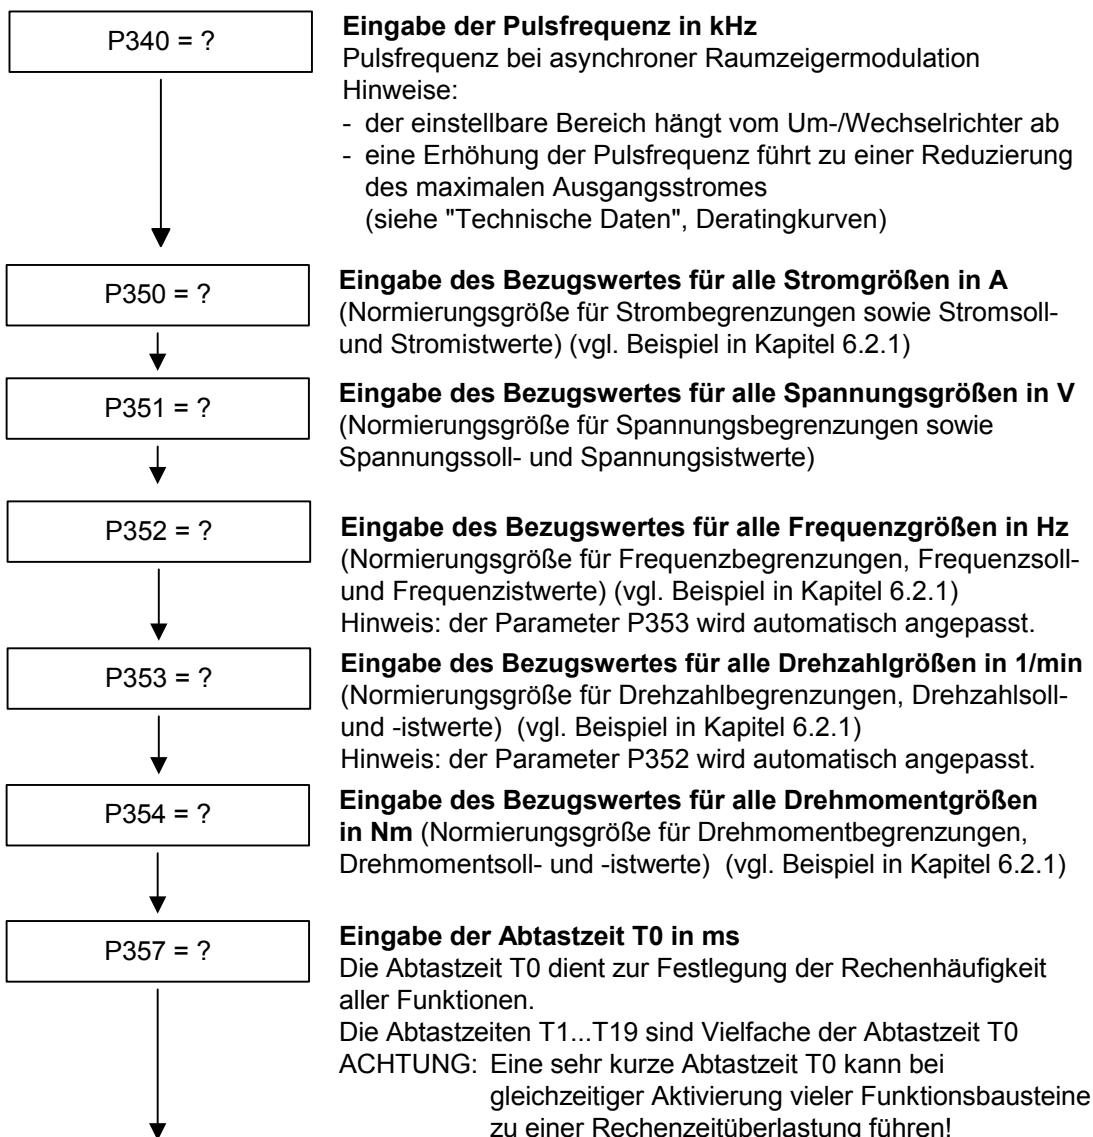 P340 = ?
Eingabe der Pulsfrequenz in kHz
Pulsfrequenz bei asynchroner Raumzeigermodulation
Hinweise:
- der einstellbare Bereich hängt vom Um-/Wechselrichter ab
- eine Erhöhung der Pulsfrequenz führt zu einer Reduzierung
des maximalen Ausgangsstromes
(siehe "Technische Daten", Deratingkurven)
P350 = ?
Eingabe des Bezugswertes für alle Stromgrößen in A
(Normierungsgröße für Strombegrenzungen sowie Stromsoll-
und Stromistwerte) (vgl. Beispiel in Kapitel 6.2.1)
P351 = ?
Eingabe des Bezugswertes für alle Spannungsgrößen in V
(Normierungsgröße für Spannungsbegrenzungen sowie
Spannungssoll- und Spannungsistwerte)
P352 = ?
Eingabe des Bezugswertes für alle Frequenzgrößen in Hz
(Normierungsgröße für Frequenzbegrenzungen, Frequenzsoll-
und Frequenzistwerte) (vgl. Beispiel in Kapitel 6.2.1)
Hinweis: der Parameter P353 wird automatisch angepasst.
P353 = ?
Eingabe des Bezugswertes für alle Drehzahlgrößen in 1/min
(Normierungsgröße für Drehzahlbegrenzungen, Drehzahlsoll-
und -istwerte) (vgl. Beispiel in Kapitel 6.2.1)
Hinweis: der Parameter P352 wird automatisch angepasst.
P354 = ?
Eingabe des Bezugswertes für alle Drehmomentgrößen
in Nm (Normierungsgröße für Drehmomentbegrenzungen,
Drehmomentsoll- und -istwerte) (vgl. Beispiel in Kapitel 6.2.1)
P357 = ?
Eingabe der Abtastzeit T0 in ms
Die Abtastzeit T0 dient zur Festlegung der Rechenhäufigkeit
aller Funktionen.
Die Abtastzeiten T1...T19 sind Vielfache der Abtastzeit T0
ACHTUNG: Eine sehr kurze Abtastzeit T0 kann bei
gleichzeitiger Aktivierung vieler Funktionsbausteine
zu einer Rechenzeitüberlastung führen!